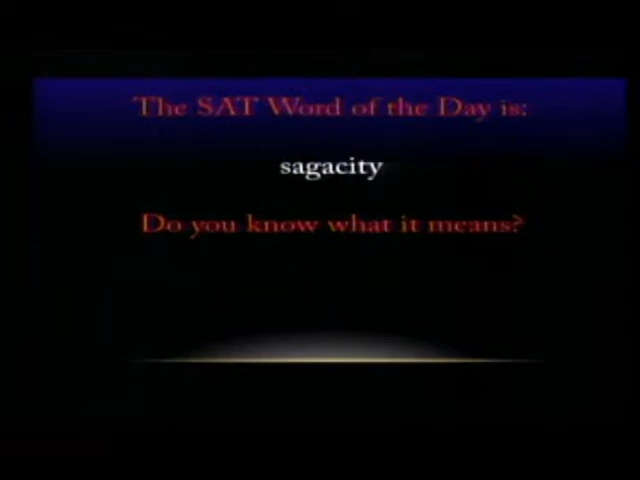 The SAT Word of the Day is:
sagacity
Do you know what it means?